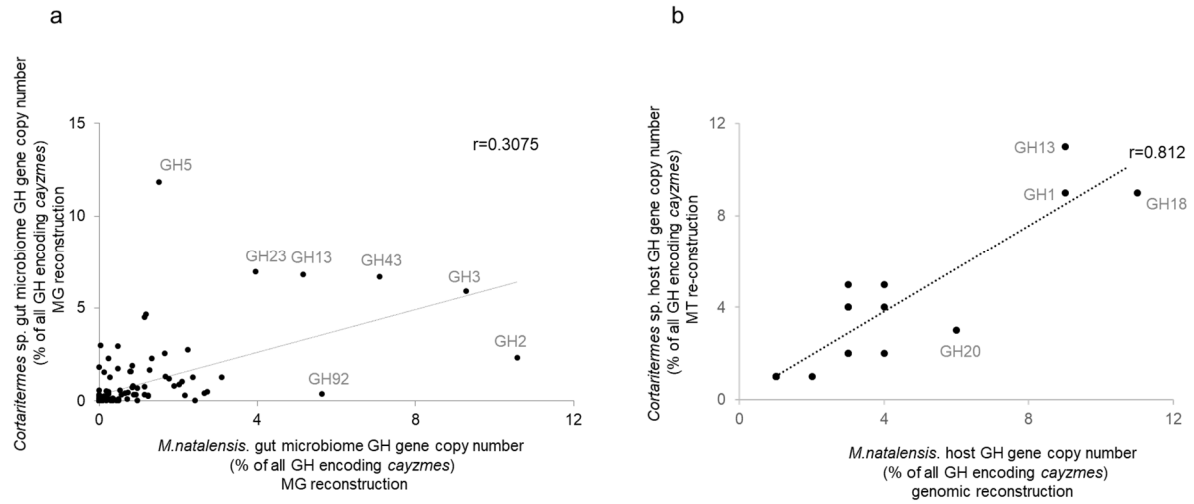 a
Cortaritermes sp. gut microbiome GH gene copy number
(% of all GH encoding cayzmes)
MG reconstruction
15
10
5
0
0
4
8
12
r=0.3075
GH5
GH23
GH13
GH43
GH3
GH2
GH92
M.natalensis. gut microbiome GH gene copy number
(% of all GH encoding cayzmes)
MG reconstruction
b
Cortaritermes sp. host GH gene copy number
(% of all GH encoding cayzmes)
MT re-construction
12
8
4
0
0
4
8
12
GH13
r=0.812
GH1
GH18
GH20
M.natalensis. host GH gene copy number
(% of all GH encoding cayzmes)
genomic reconstruction